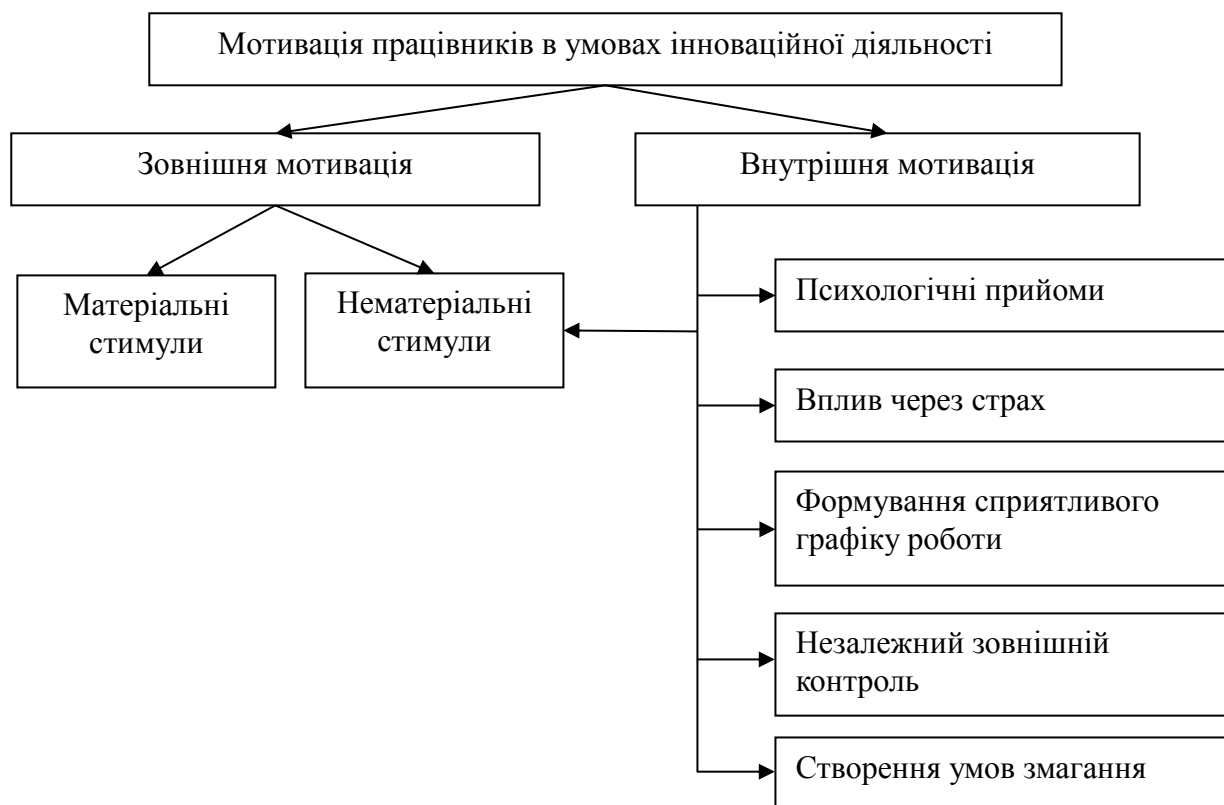 Мотивація працівників в умовах інноваційної діяльності
Зовнішня мотивація
Внутрішня мотивація
Матеріальні
стимули
Нематеріальні
стимули
Психологічні прийоми
Вплив через страх
Формування сприятливого
графіку роботи
Незалежний зовнішній
контроль
Створення умов змагання